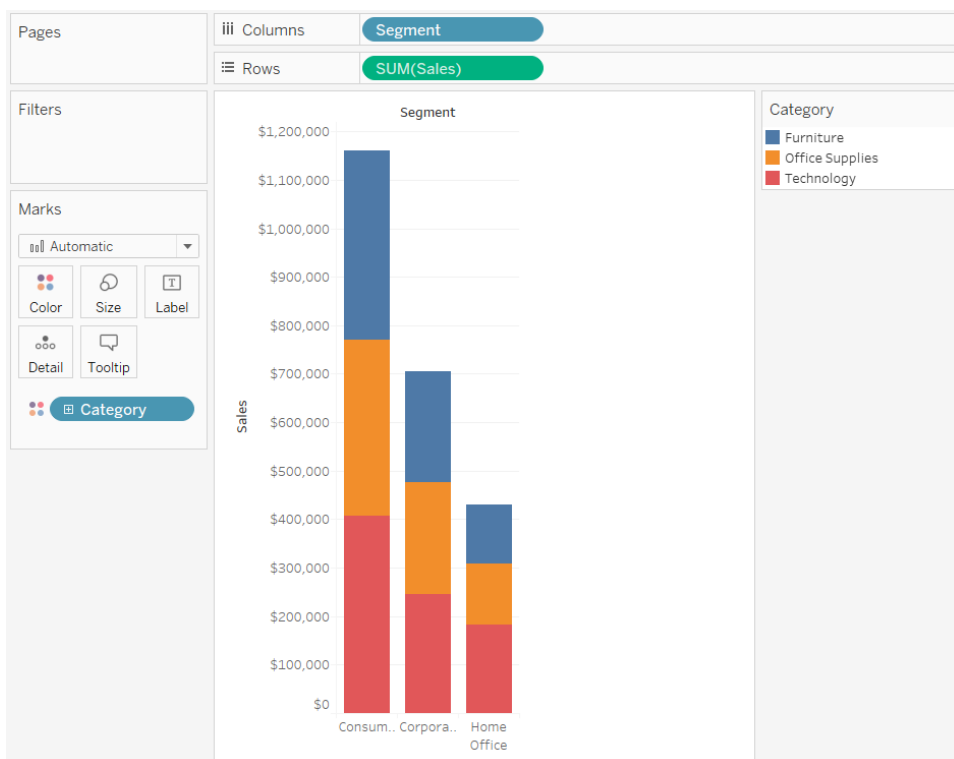 Pages
Columns
Segment
Rows
SUM(Sales)
Filters
Marks
Automatic
Color
Size
T
Label
Detail
Tooltip
Category
Segment
$1,200,000
$1,100,000
$1,000,000
$900,000
$800,000
$700,000
$600,000
$500,000
$400,000
$300,000
$200,000
$100,000
$0
Sales
Consum.. Corpora.. Home
Office
Category
Furniture
Office Supplies
Technology